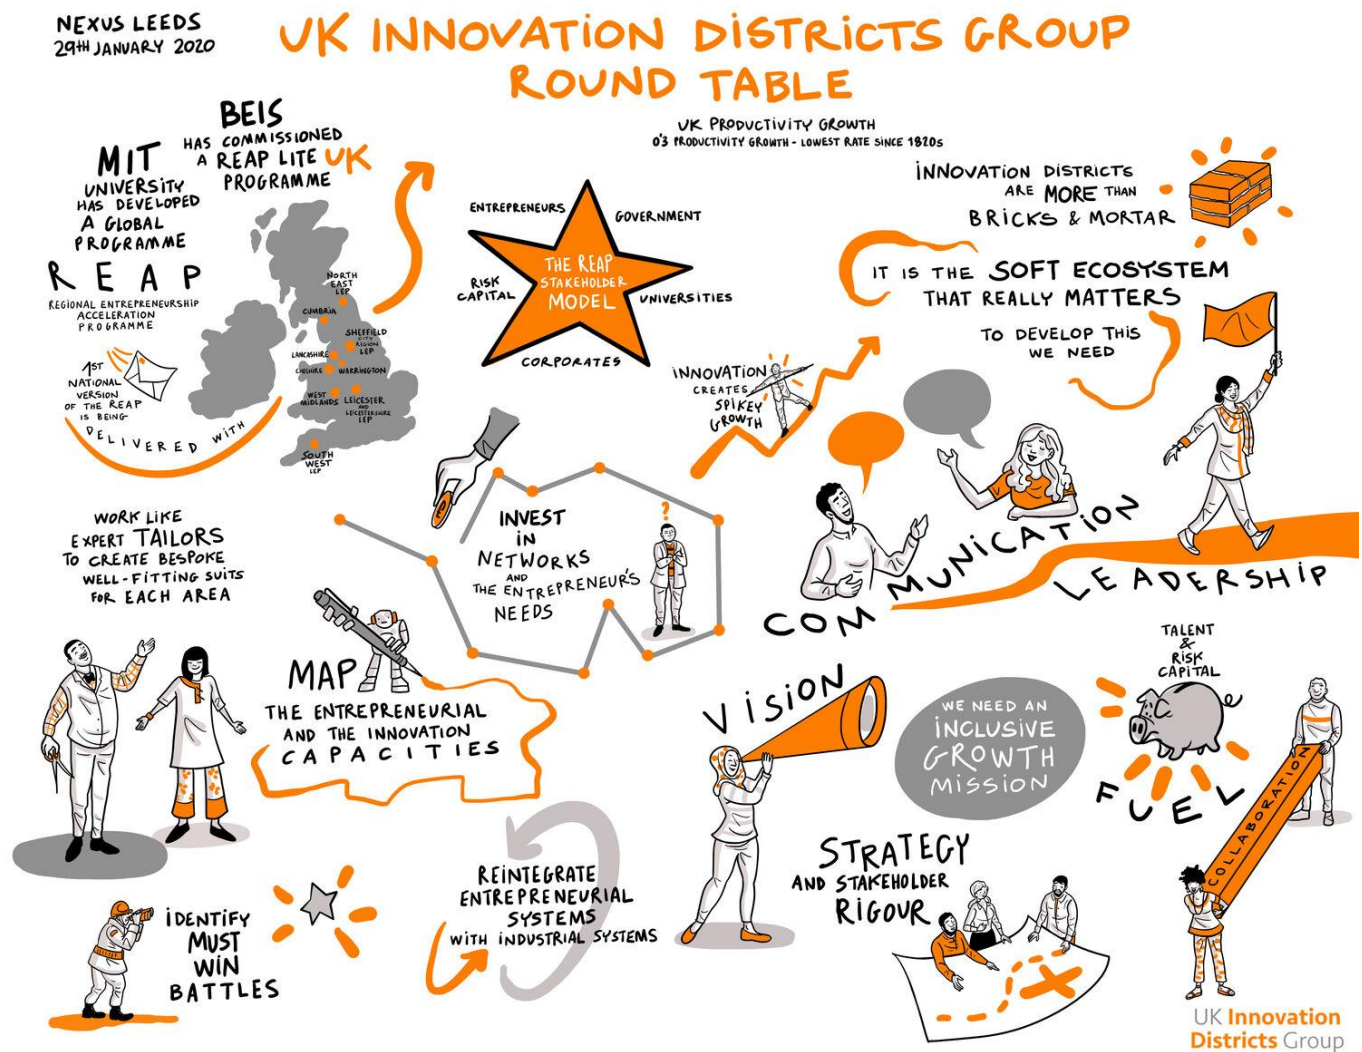 NEXUS LEEDS
29TH JANUARY 2020
UK INNOVATION DISTRICTS GROUP
ROUND TABLE
MIT
UNIVERSITY
HAS DEVELOPED
A GLOBAL
PROGRAMME
REAP
REGIONAL ENTREPRENEURSHIP
ACCELERATION
PROGRAMME
BEIS
HAS COMMISSIONED
A REAP LITE UK
PROGRAMME
1ST
NATIONAL
VERSION
OF THE REAP
IS BEING
DELIVERED WITH
NORTH
EAST
LEP
CUMBRIA
SHEFFIELD
CITY
REGION
LEP
LANCASHIRE
CHESHIRE
WARRINGTON
WEST
MIDLANDS
LEICESTER
AND
LEICESTERSHIRE
LEP
SOUTH
WEST
LEP
UK PRODUCTIVITY GROWTH
0'3 PRODUCTIVITY GROWTH - LOWEST RATE SINCE 1820s
ENTREPRENEURS
GOVERNMENT
RISK
CAPITAL
THE REAP
STAKEHOLDER
MODEL
UNIVERSITIES
CORPORATES
INNOVATION DISTRICTS
ARE MORE THAN
BRICKS & MORTAR
IT IS THE SOFT ECOSYSTEM
THAT REALLY MATTERS
TO DEVELOP THIS
WE NEED
INNOVATION
CREATES
SPIKEY
GROWTH
COMMUNICATION
LEADERSHIP
WORK LIKE
EXPERT TAILORS
TO CREATE BESPOKE
WELL-FITTING SUITS
FOR EACH AREA
INVEST
IN
NETWORKS
AND
THE ENTREPRENEUR'S
NEEDS
?
MAP
THE ENTREPRENEURIAL
AND THE INNOVATION
CAPACITIES
VISION
WE NEED AN
INCLUSIVE
GROWTH
MISSION
TALENT
&
RISK
CAPITAL
FUEL
COLLABORATION
IDENTIFY
MUST
WIN
BATTLES
REINTEGRATE
ENTREPRENEURIAL
SYSTEMS
WITH INDUSTRIAL SYSTEMS
STRATEGY
AND STAKEHOLDER
RIGOUR
UK Innovation
Districts Group